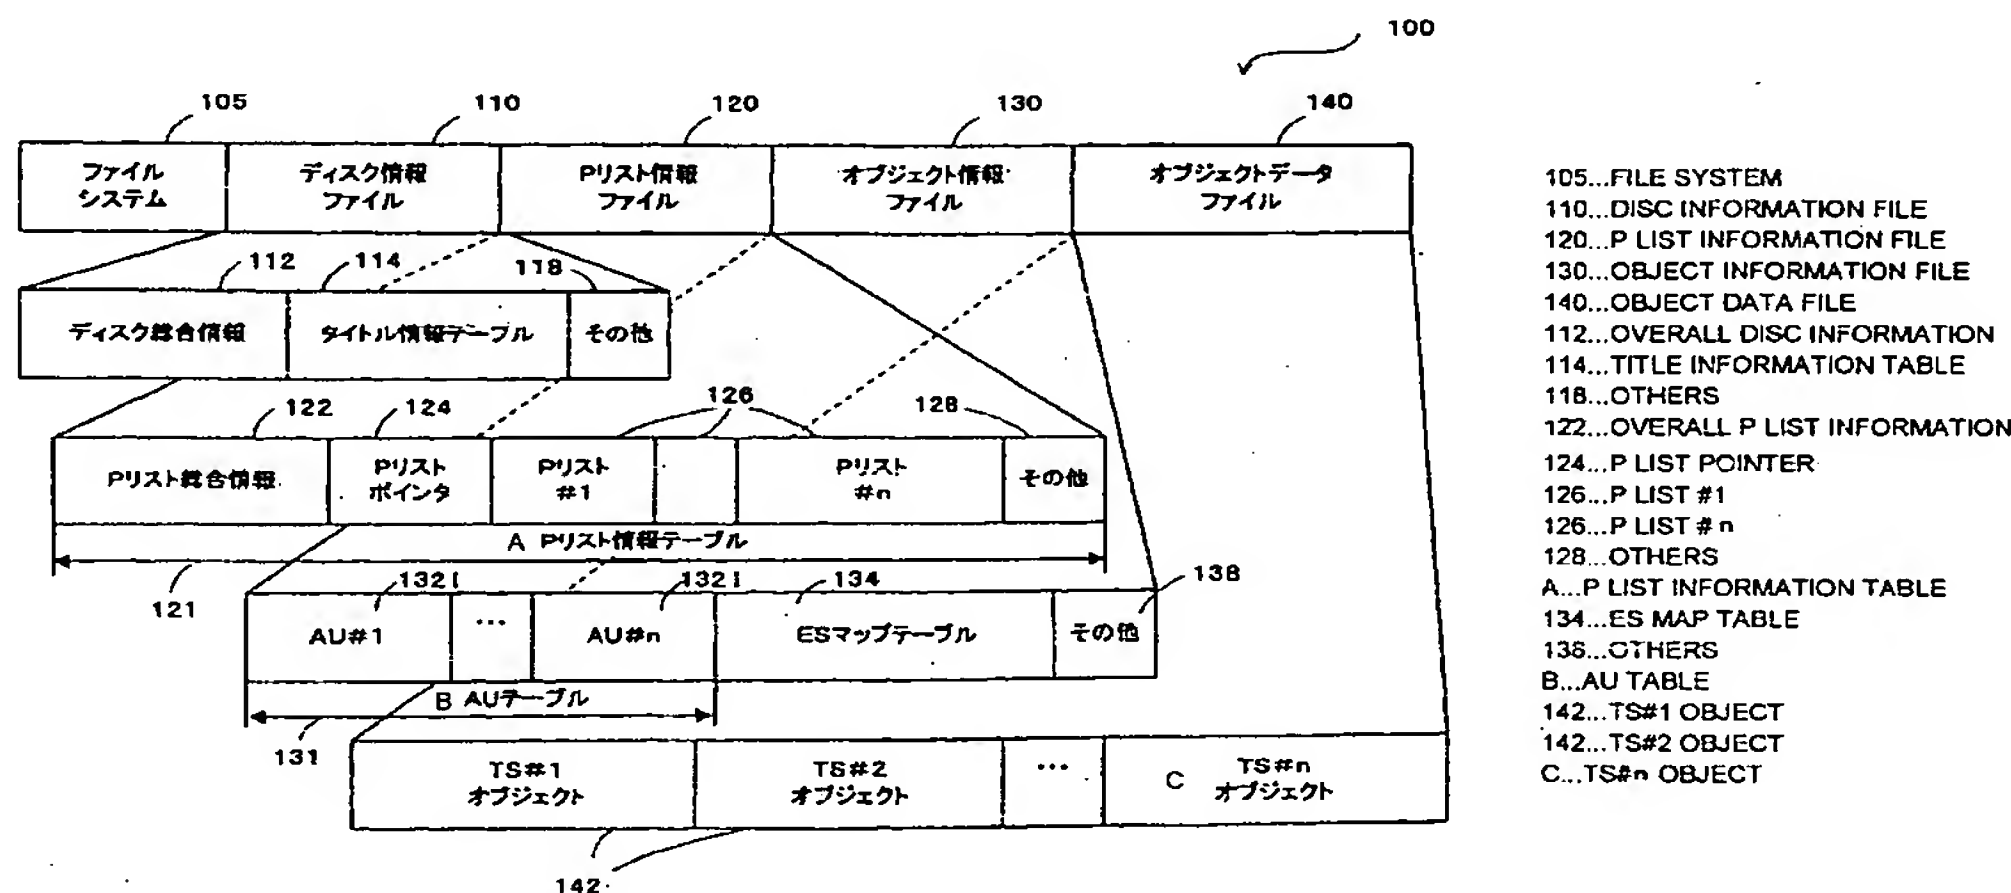 100
105
110
120
130
140
ファイル
システム
ディスク情報
ファイル
Pリスト情報
ファイル
オブジェクト情報
ファイル
オブジェクトデータ
ファイル
112
114
118
ディスク総合情報
タイトル情報テーブル
その他
122
124
126
128
Pリスト総合情報
Pリスト
ポインタ
Pリスト
#1
Pリスト
#n
その他
A Pリスト情報テーブル
121
1321
1321
134
138
AU#1
...
AU#n
ESマップテーブル
その他
B AUテーブル
131
TS#1
オブジェクト
TS#2
オブジェクト
...
C TS#n
オブジェクト
142
105...FILE SYSTEM
110...DISC INFORMATION FILE
120...P LIST INFORMATION FILE
130...OBJECT INFORMATION FILE
140...OBJECT DATA FILE
112...OVERALL DISC INFORMATION
114...TITLE INFORMATION TABLE
118...OTHERS
122...OVERALL P LIST INFORMATION
124...P LIST POINTER
126...P LIST #1
126...P LIST #n
128...OTHERS
A...P LIST INFORMATION TABLE
134...ES MAP TABLE
138...OTHERS
B...AU TABLE
142...TS#1 OBJECT
142...TS#2 OBJECT
C...TS#n OBJECT